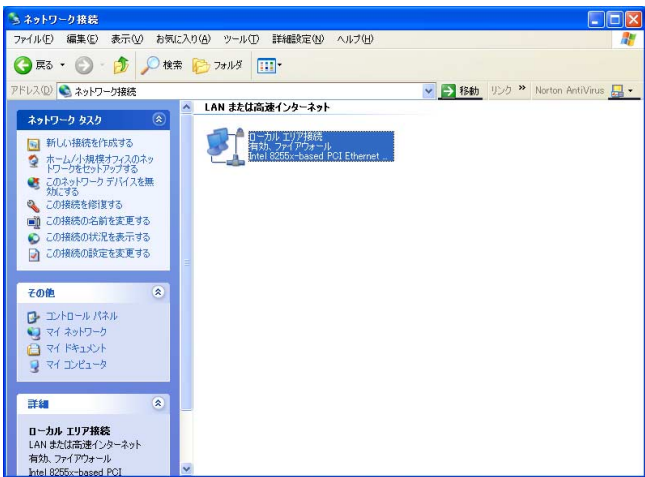 ネットワーク接続
ファイル(F) 編集(E) 表示(V) お気に入り(A) ツール(T) 詳細設定(N) ヘルプ(H)
戻る 検索 フォルダ
アドレス(D) ネットワーク接続 移動 リンク » Norton AntiVirus
ネットワーク タスク
新しい接続を作成する
ホーム/小規模オフィスのネッ
トワークをセットアップする
このネットワーク デバイスを無
効にする
この接続を修復する
この接続の名前を変更する
この接続の状況を表示する
この接続の設定を変更する
その他
コントロール パネル
マイ ネットワーク
マイ ドキュメント
マイ コンピュータ
詳細
ローカル エリア接続
LAN または高速インターネット
有効、ファイアウォール
Intel 8255x-based PCI
LAN または高速インターネット
ローカル エリア接続
有効、ファイアウォール
Intel 8255x-based PCI Ethernet ...